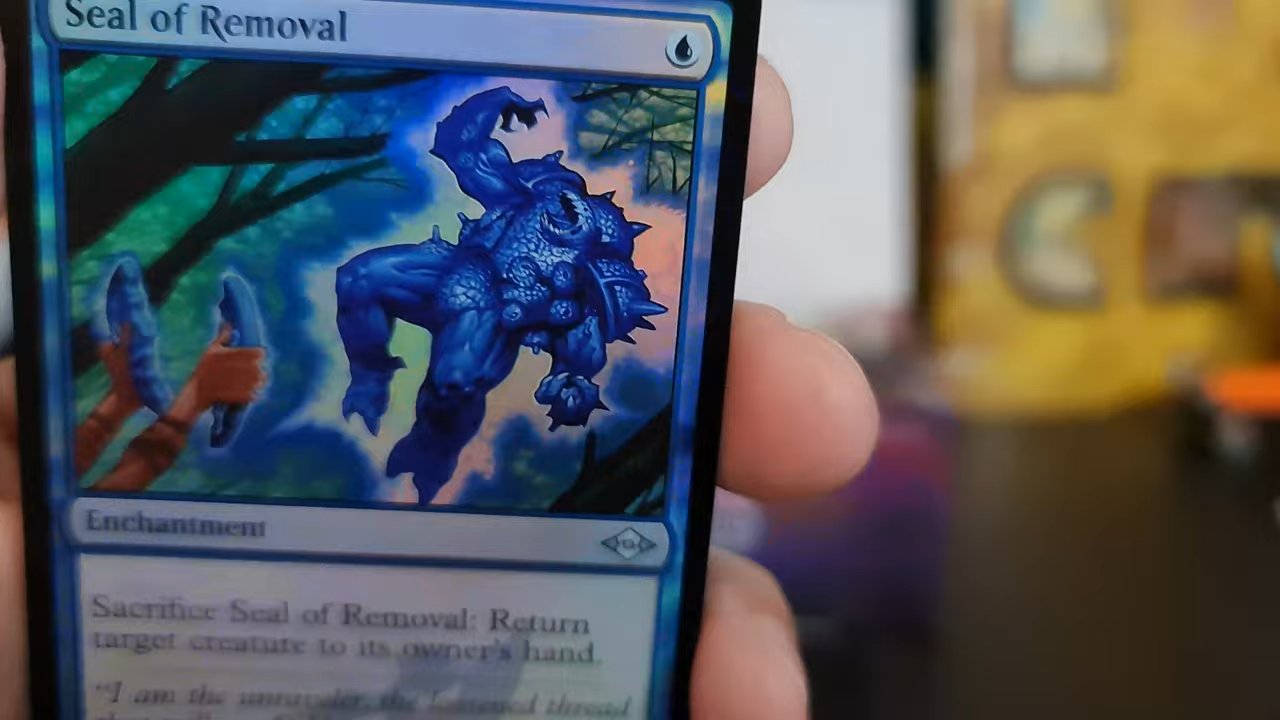 Seal of Removal
Enchantment
Sacrifice Seal of Removal: Return
target creature to its owner's hand.
"I am the unraveler, the loosened thread